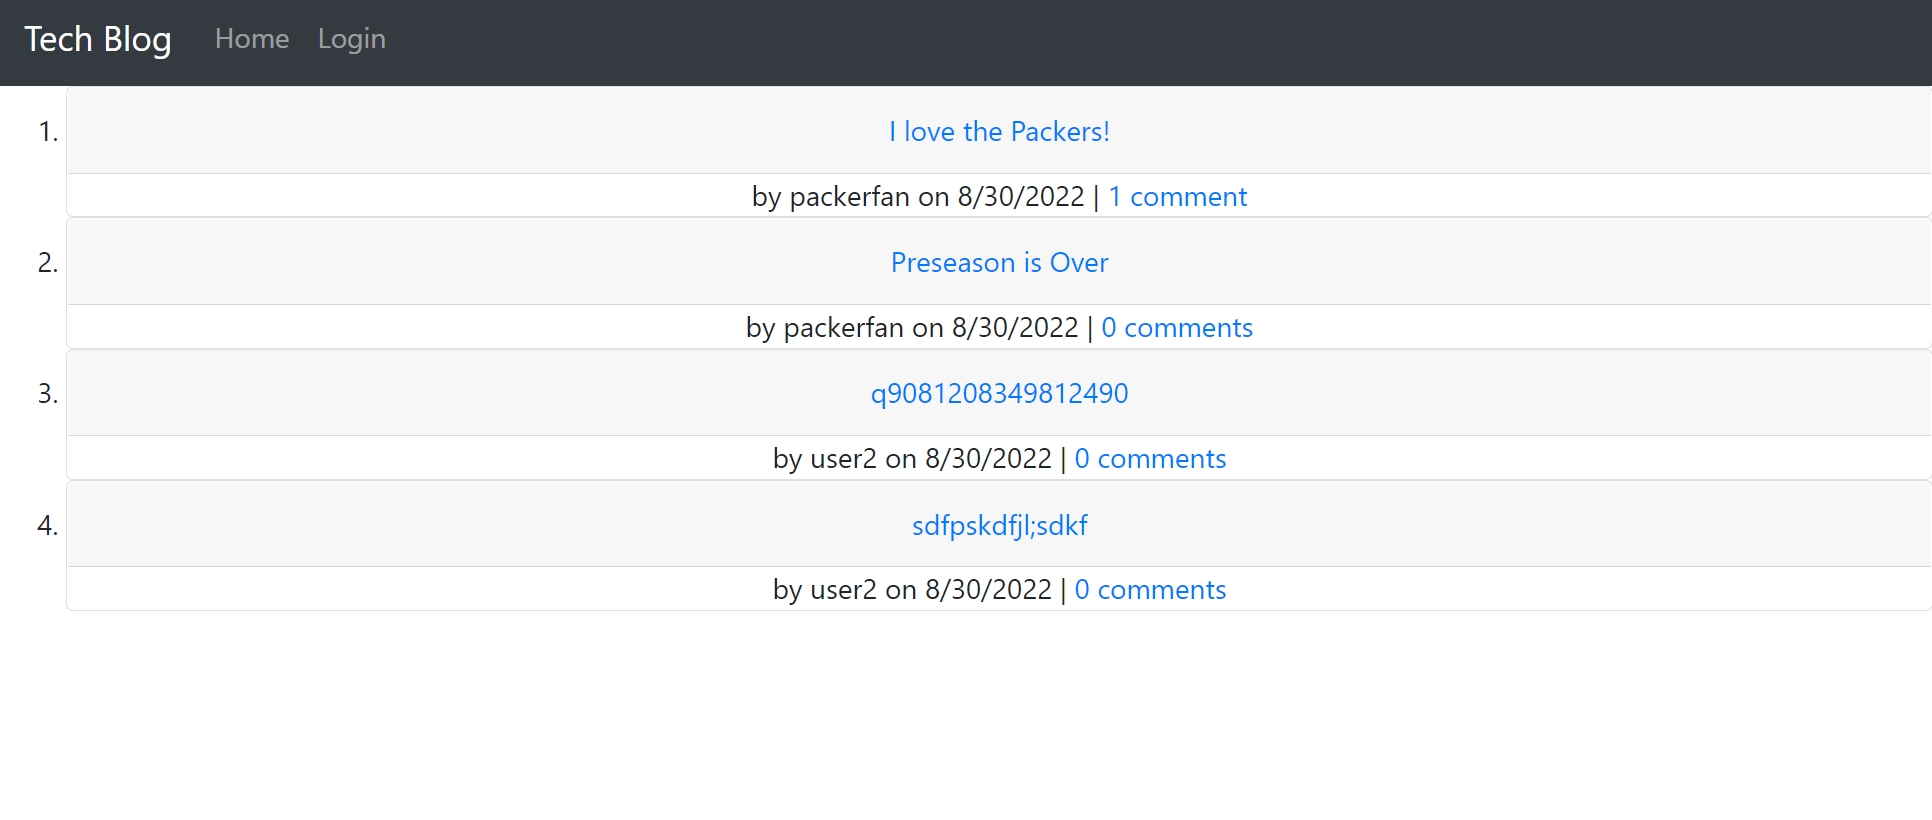 Tech Blog Home Login
1. I love the Packers!
by packerfan on 8/30/2022 | 1 comment
2. Preseason is Over
by packerfan on 8/30/2022 | 0 comments
3. q9081208349812490
by user2 on 8/30/2022 | 0 comments
4. sdfpskdfjl;sdkf
by user2 on 8/30/2022 | 0 comments